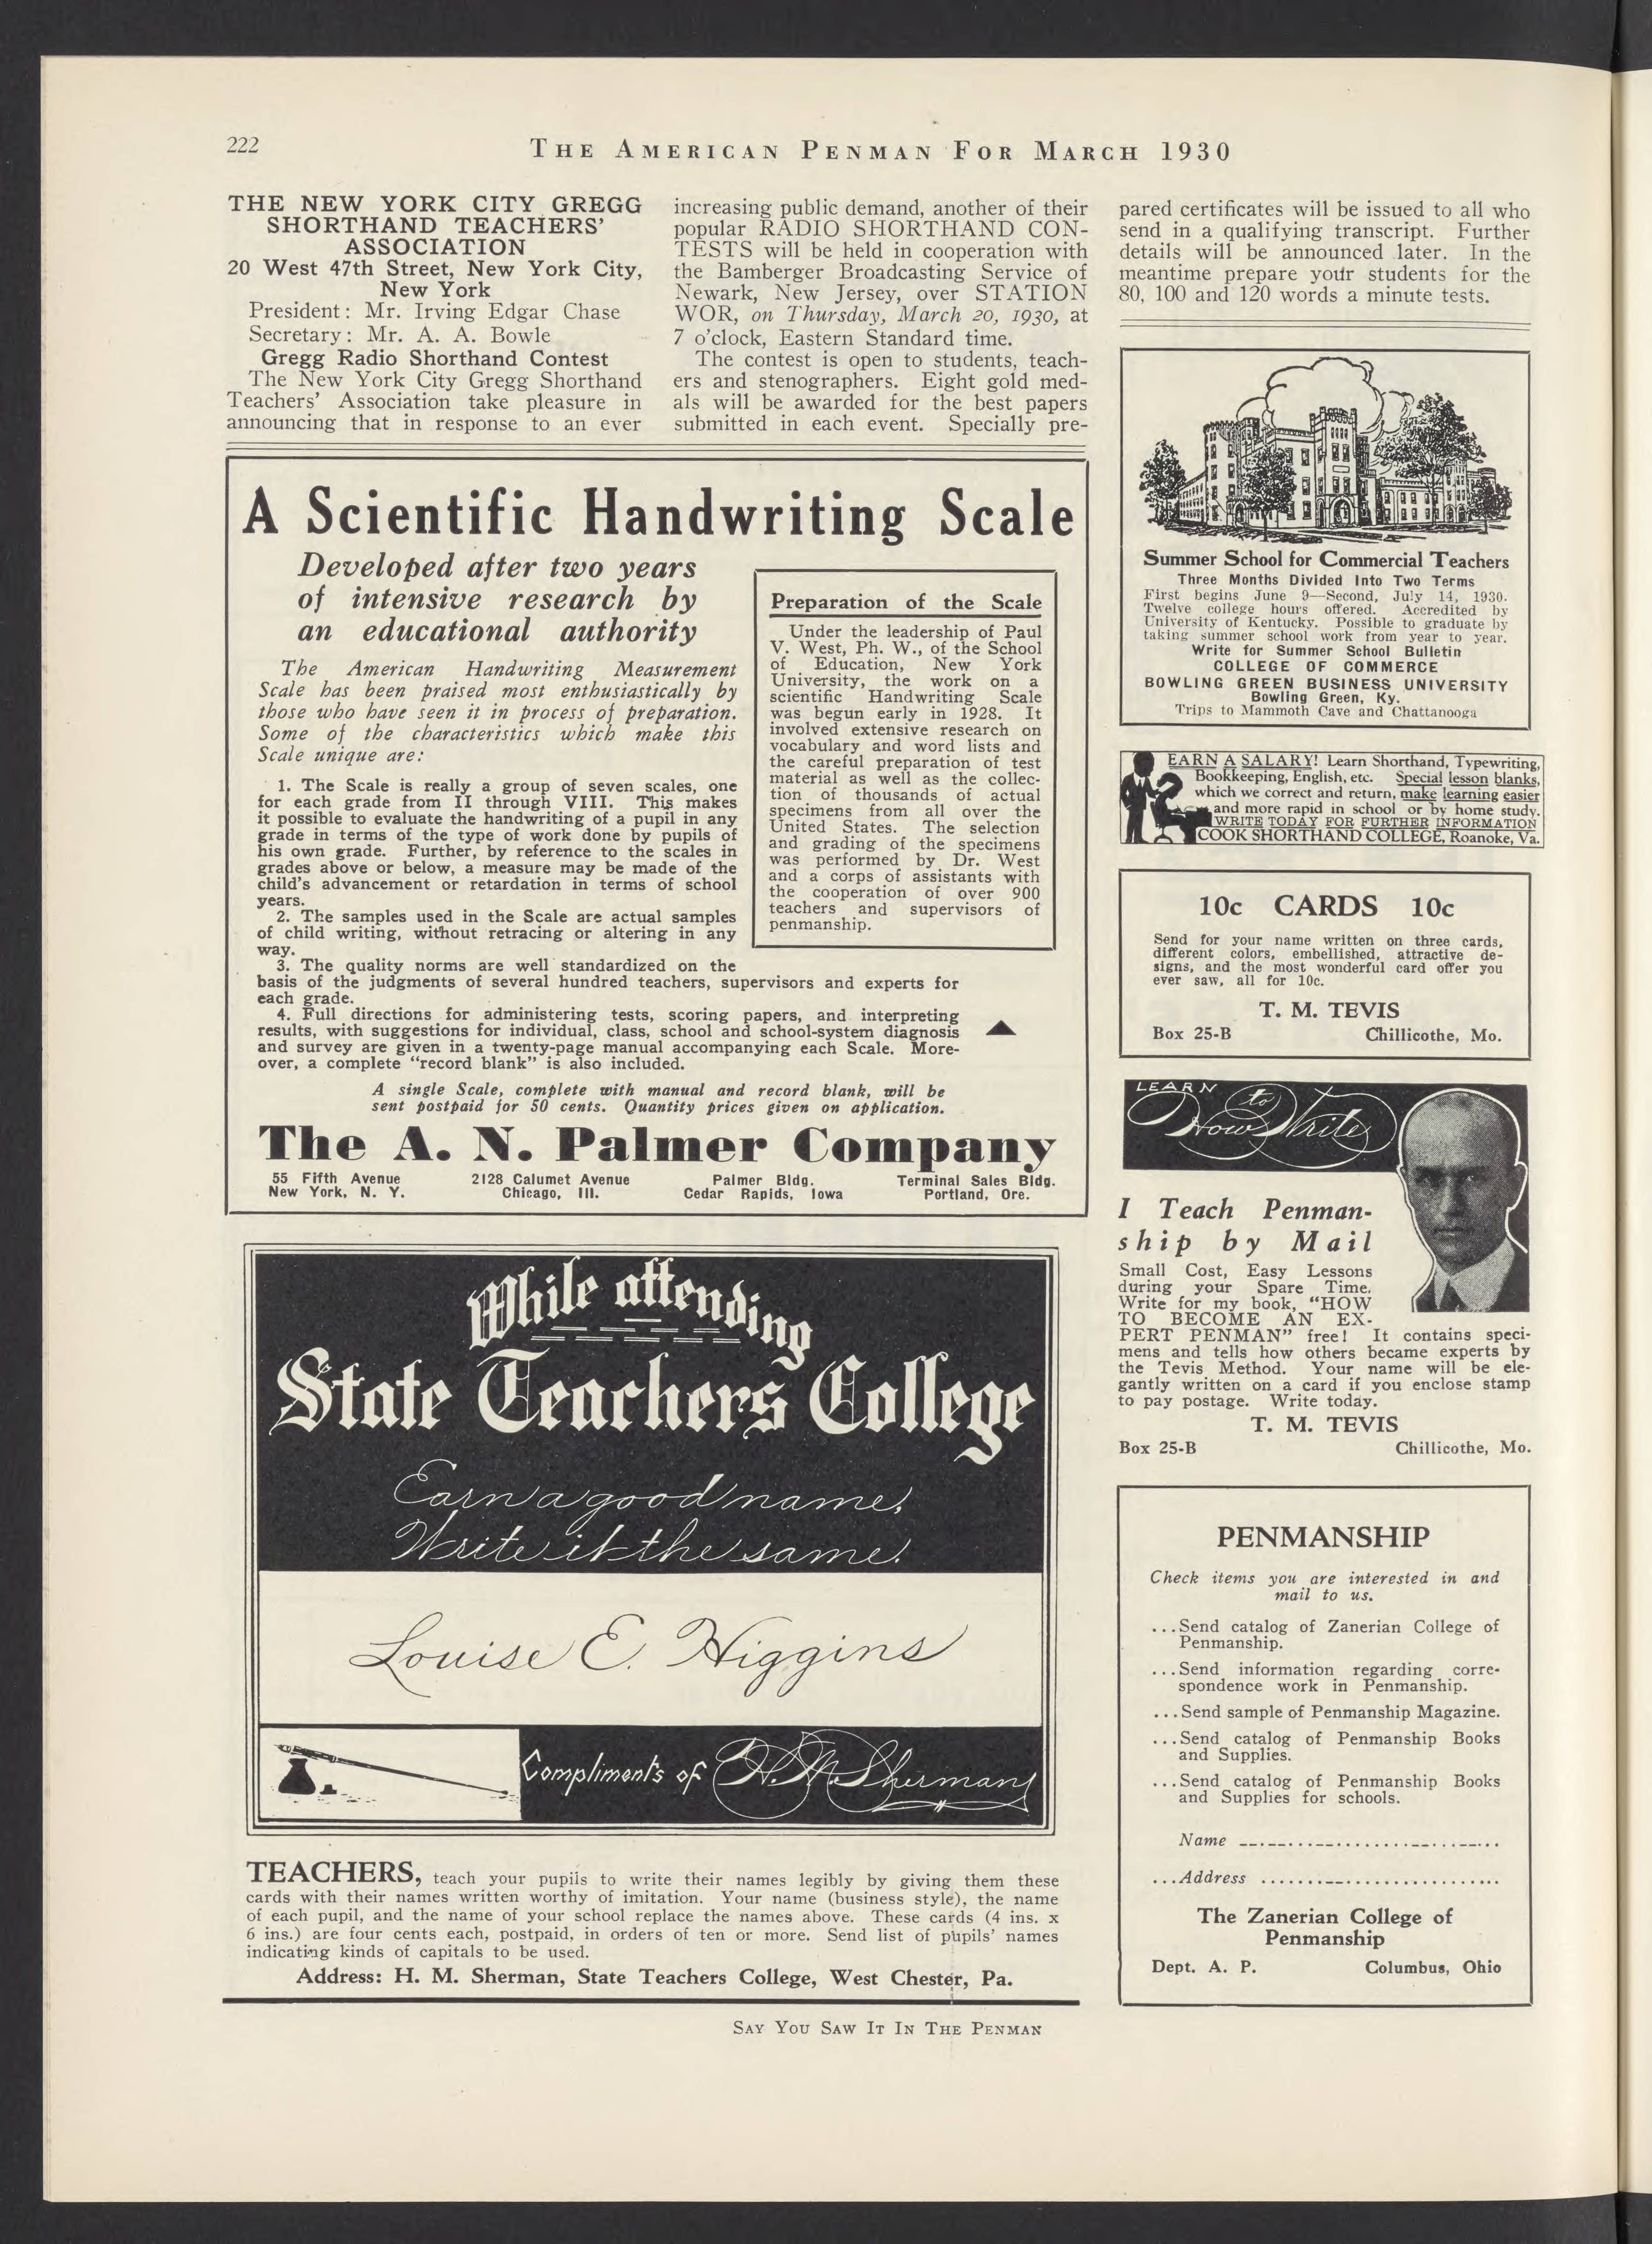 222
THE AMERICAN PENMAN FOR MARCH 1930
THE NEW YORK CITY GREGG
SHORTHAND TEACHERS'
ASSOCIATION
20 West 47th Street, New York City,
New York
President: Mr. Irving Edgar Chase
Secretary: Mr. A. A. Bowle
Gregg Radio Shorthand Contest
The New York City Gregg Shorthand
Teachers' Association take pleasure in
announcing that in response to an ever
increasing public demand, another of their
popular RADIO SHORTHAND CON-
TESTS will be held in cooperation with
the Bamberger Broadcasting Service of
Newark, New Jersey, over STATION
WOR, on Thursday, March 20, 1930, at
7 o'clock, Eastern Standard time.
The contest is open to students, teach-
ers and stenographers. Eight gold med-
als will be awarded for the best papers
submitted in each event. Specially pre-
pared certificates will be issued to all who
send in a qualifying transcript. Further
details will be announced later. In the
meantime prepare your students for the
80, 100 and 120 words a minute tests.
A Scientific Handwriting Scale
Developed after two years
of intensive research by
an educational authority
The American Handwriting Measurement
Scale has been praised most enthusiastically by
those who have seen it in process of preparation.
Some of the characteristics which make this
Scale unique are:
1. The Scale is really a group of seven scales, one
for each grade from II through VIII. This makes
it possible to evaluate the handwriting of a pupil in any
grade in terms of the type of work done by pupils of
his own grade. Further, by reference to the scales in
grades above or below, a measure may be made of the
child's advancement or retardation in terms of school
years.
2. The samples used in the Scale are actual samples
of child writing, without retracing or altering in any
way.
3. The quality norms are well standardized on the
basis of the judgments of several hundred teachers, supervisors and experts for
each grade.
4. Full directions for administering tests, scoring papers, and interpreting
results, with suggestions for individual, class, school and school-system diagnosis
and survey are given in a twenty-page manual accompanying each Scale. More-
over, a complete "record blank" is also included.
Preparation of the Scale
Under the leadership of Paul
V. West, Ph. W., of the School
of Education, New York
University, the work on a
scientific Handwriting Scale
was begun early in 1928. It
involved extensive research on
vocabulary and word lists and
the careful preparation of test
material as well as the collec-
tion of thousands of actual
specimens from all over the
United States. The selection
and grading of the specimens
was performed by Dr. West
and a corps of assistants with
the cooperation of over 900
teachers and supervisors of
penmanship.
A single Scale, complete with manual and record blank, will be
sent postpaid for 50 cents. Quantity prices given on application.
The A. N. Palmer Company
55 Fifth Avenue
New York, N. Y.
2128 Calumet Avenue
Chicago, Ill.
Palmer Bldg.
Cedar Rapids, Iowa
Terminal Sales Bldg.
Portland, Ore.
While attending
State Teachers College
Earn a good name,
Write it the same.
Louise E. Higgins
Compliments of H. M. Sherman
TEACHERS, teach your pupils to write their names legibly by giving them these
cards with their names written worthy of imitation. Your name (business style), the name
of each pupil, and the name of your school replace the names above. These cards (4 ins. x
6 ins.) are four cents each, postpaid, in orders of ten or more. Send list of pupils' names
indicating kinds of capitals to be used.
Address: H. M. Sherman, State Teachers College, West Chester, Pa.
Summer School for Commercial Teachers
Three Months Divided Into Two Terms
First begins June 9—Second, July 14, 1930.
Twelve college hours offered. Accredited by
University of Kentucky. Possible to graduate by
taking summer school work from year to year.
Write for Summer School Bulletin
COLLEGE OF COMMERCE
BOWLING GREEN BUSINESS UNIVERSITY
Bowling Green, Ky.
Trips to Mammoth Cave and Chattanooga
EARN A SALARY! Learn Shorthand, Typewriting,
Bookkeeping, English, etc. Special lesson blanks,
which we correct and return, make learning easier
and more rapid in school or by home study.
WRITE TODAY FOR FURTHER INFORMATION
COOK SHORTHAND COLLEGE, Roanoke, Va.
10c CARDS 10c
Send for your name written on three cards,
different colors, embellished, attractive de-
signs, and the most wonderful card offer you
ever saw, all for 10c.
T. M. TEVIS
Box 25-B Chillicothe, Mo.
LEARN
How to Write
I Teach Penman-
ship by Mail
Small Cost, Easy Lessons
during your Spare Time.
Write for my book, "HOW
TO BECOME AN EX-
PERT PENMAN" free! It contains speci-
mens and tells how others became experts by
the Tevis Method. Your name will be ele-
gantly written on a card if you enclose stamp
to pay postage. Write today.
T. M. TEVIS
Box 25-B Chillicothe, Mo.
PENMANSHIP
Check items you are interested in and
mail to us.
...Send catalog of Zanerian College of
Penmanship.
...Send information regarding corre-
spondence work in Penmanship.
...Send sample of Penmanship Magazine.
...Send catalog of Penmanship Books
and Supplies.
...Send catalog of Penmanship Books
and Supplies for schools.
Name
...Address
The Zanerian College of
Penmanship
Dept. A. P. Columbus, Ohio
SAY YOU SAW IT IN THE PENMAN